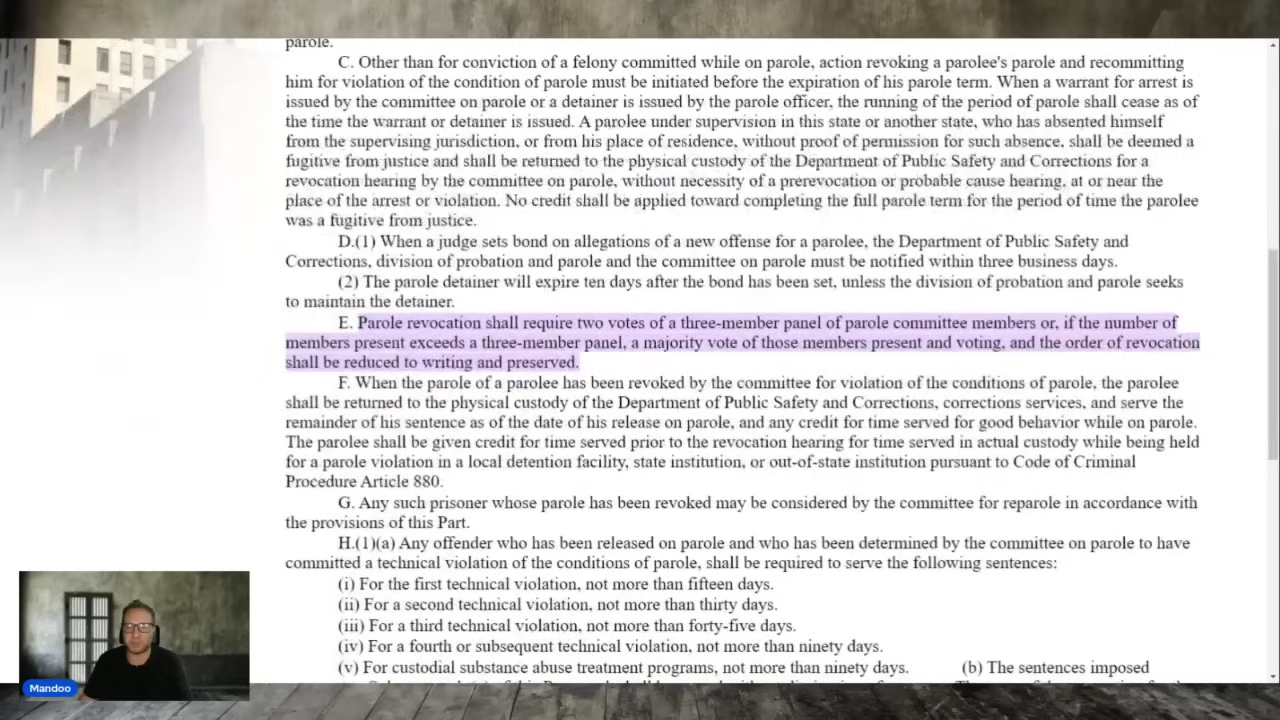 parole.
C. Other than for conviction of a felony committed while on parole, action revoking a parolee's parole and recommitting
him for violation of the condition of parole must be initiated before the expiration of his parole term. When a warrant for arrest is
issued by the committee on parole or a detainer is issued by the parole officer, the running of the period of parole shall cease as of
the time the warrant or detainer is issued. A parolee under supervision in this state or another state, who has absented himself
from the supervising jurisdiction, or from his place of residence, without proof of permission for such absence, shall be deemed a
fugitive from justice and shall be returned to the physical custody of the Department of Public Safety and Corrections for a
revocation hearing by the committee on parole, without necessity of a prerevocation or probable cause hearing, at or near the
place of the arrest or violation. No credit shall be applied toward completing the full parole term for the period of time the parolee
was a fugitive from justice.
D.(1) When a judge sets bond on allegations of a new offense for a parolee, the Department of Public Safety and
Corrections, division of probation and parole and the committee on parole must be notified within three business days.
(2) The parole detainer will expire ten days after the bond has been set, unless the division of probation and parole seeks
to maintain the detainer.
E. Parole revocation shall require two votes of a three-member panel of parole committee members or, if the number of
members present exceeds a three-member panel, a majority vote of those members present and voting, and the order of revocation
shall be reduced to writing and preserved.
F. When the parole of a parolee has been revoked by the committee for violation of the conditions of parole, the parolee
shall be returned to the physical custody of the Department of Public Safety and Corrections, corrections services, and serve the
remainder of his sentence as of the date of his release on parole, and any credit for time served for good behavior while on parole.
The parolee shall be given credit for time served prior to the revocation hearing for time served in actual custody while being held
for a parole violation in a local detention facility, state institution, or out-of-state institution pursuant to Code of Criminal
Procedure Article 880.
G. Any such prisoner whose parole has been revoked may be considered by the committee for reparole in accordance with
the provisions of this Part.
H.(1)(a) Any offender who has been released on parole and who has been determined by the committee on parole to have
committed a technical violation of the conditions of parole, shall be required to serve the following sentences:
(i) For the first technical violation, not more than fifteen days.
(ii) For a second technical violation, not more than thirty days.
(iii) For a third technical violation, not more than forty-five days.
(iv) For a fourth or subsequent technical violation, not more than ninety days.
(v) For custodial substance abuse treatment programs, not more than ninety days. (b) The sentences imposed
Mandoo